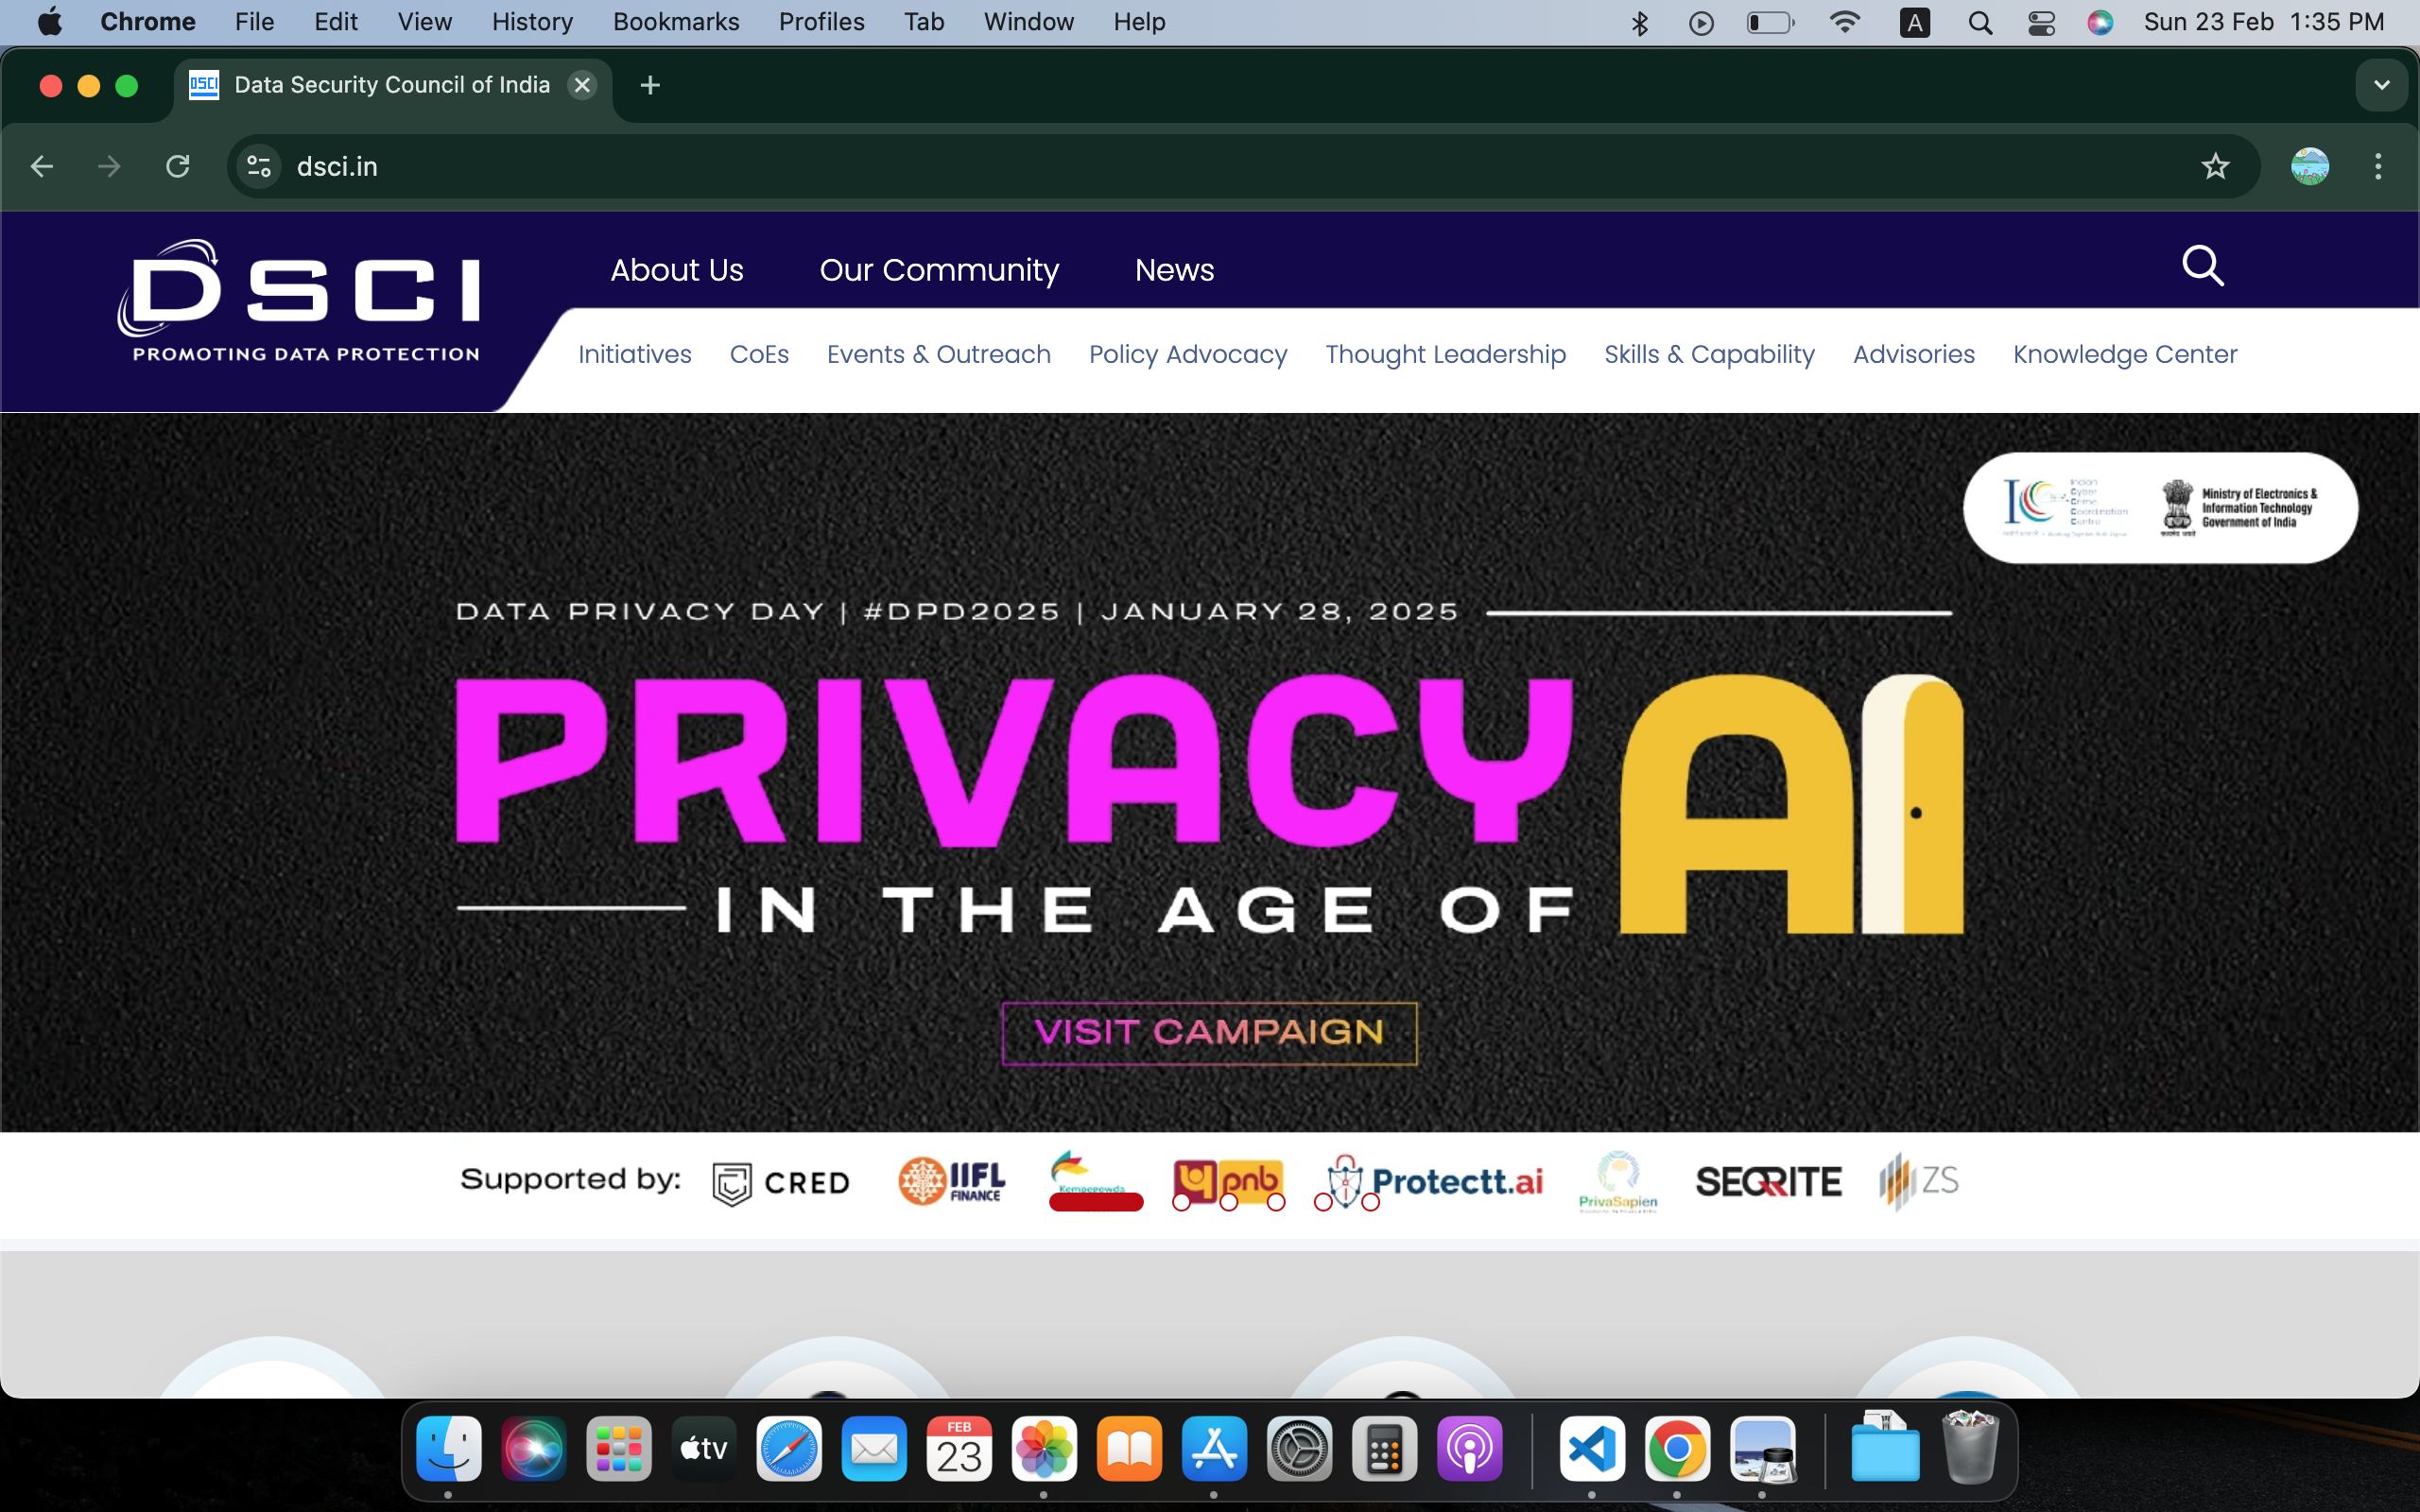 Chrome File Edit View History Bookmarks Profiles Tab Window Help A Sun 23 Feb 1:35 PM
DSCI Data Security Council of India
dsci.in
DSCI
PROMOTING DATA PROTECTION
About Us Our Community News
Initiatives CoEs Events & Outreach Policy Advocacy Thought Leadership Skills & Capability Advisories Knowledge Center
Indian
Cyber
Crime
Coordination
Centre
Ministry of Electronics &
Information Technology
Government of India
DATA PRIVACY DAY | #DPD2025 | JANUARY 28, 2025
PRIVACY AI
IN THE AGE OF
VISIT CAMPAIGN
Supported by:
CRED
IIFL
FINANCE
Kempegowda
pnb
Protectt.ai
PrivaSapien
SEQRITE
ZS
tv
FEB
23